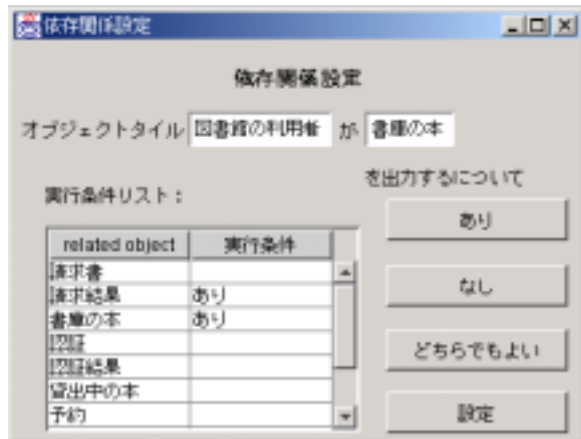 依存関係設定
依存関係設定
オブジェクトタイル 図書館の利用者 が 書庫の本
を出力するについて
実行条件リスト：
related object 実行条件
請求書
請求結果 あり
書庫の本 あり
認証
認証結果
貸出中の本
予約
あり
なし
どちらでもよい
設定